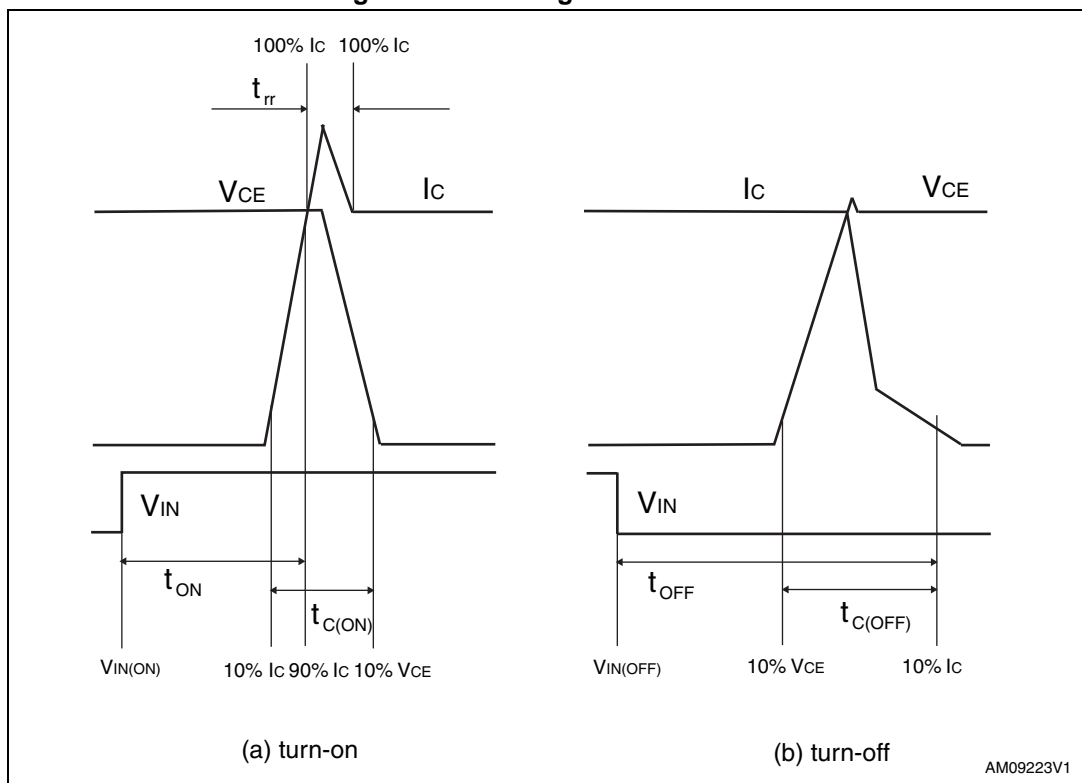 100% IC 100% IC
trr
VCE IC
IC VCE
VIN
VIN
tON
tOFF
tC(ON)
tC(OFF)
VIN(ON) 10% IC 90% IC 10% VCE
VIN(OFF) 10% VCE 10% IC
(a) turn-on
(b) turn-off
AM09223V1